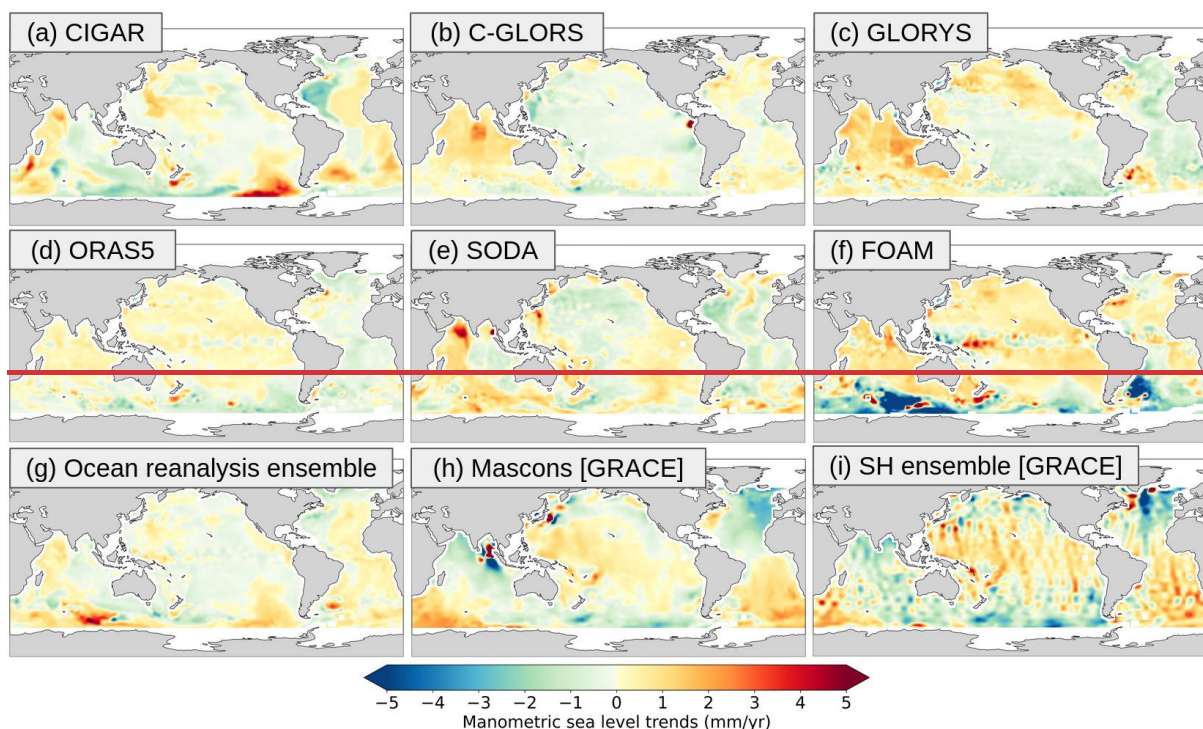 (a) CIGAR
(b) C-GLORS
(c) GLORYS
(d) ORAS5
(e) SODA
(f) FOAM
(g) Ocean reanalysis ensemble
(h) Mascons [GRACE]
(i) SH ensemble [GRACE]
−5 −4 −3 −2 −1 0 1 2 3 4 5
Manometric sea level trends (mm/yr)